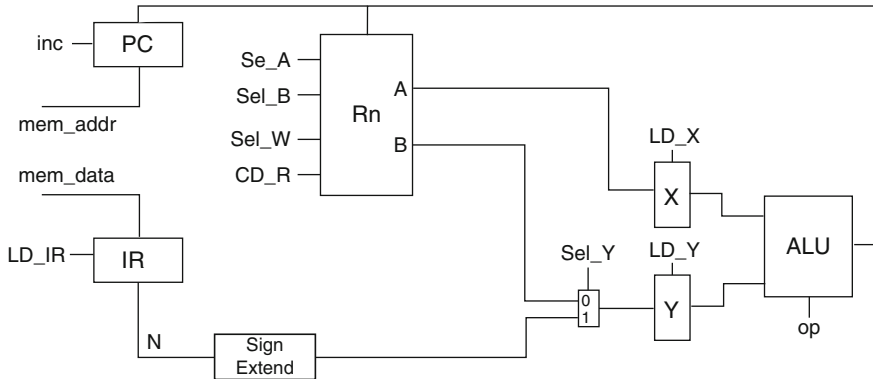 inc
PC
mem_addr
mem_data
LD_IR
IR
N
Sign
Extend
Se_A
Sel_B
Sel_W
CD_R
Rn
A
B
Sel_Y
0
1
LD_X
X
LD_Y
Y
ALU
op